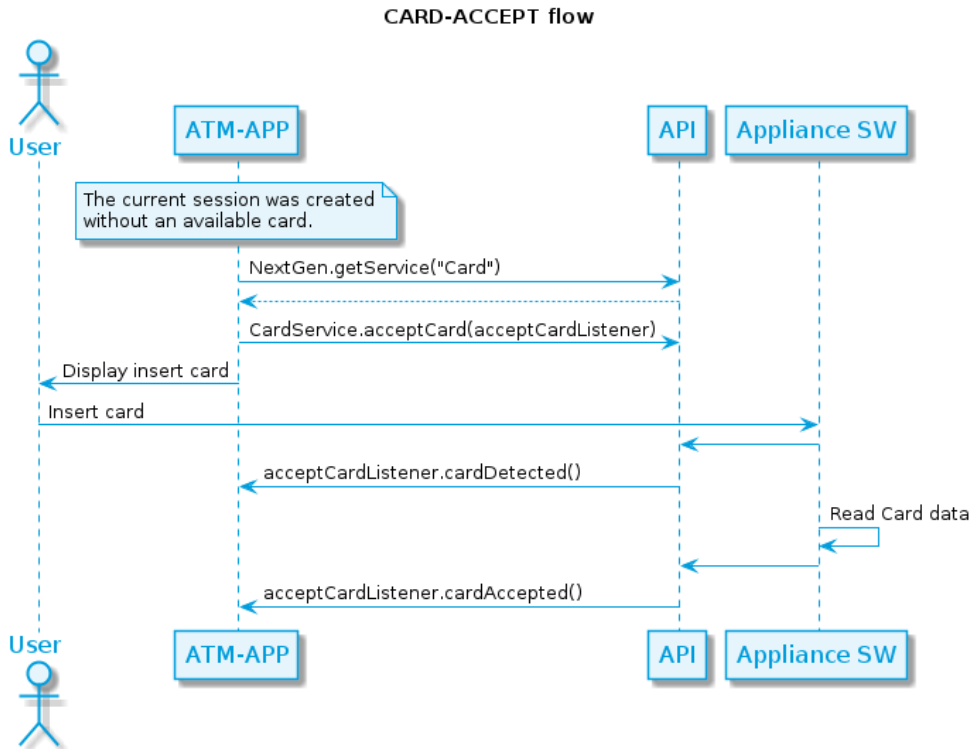 CARD-ACCEPT flow
User
ATM-APP
API
Appliance SW
The current session was created
without an available card.
NextGen.getService("Card")
CardService.acceptCard(acceptCardListener)
Display insert card
Insert card
acceptCardListener.cardDetected()
Read Card data
acceptCardListener.cardAccepted()
User
ATM-APP
API
Appliance SW